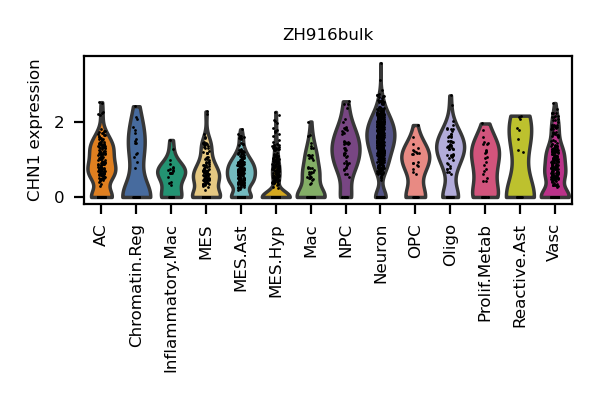 ZH916bulk
CHN1 expression
2
0
AC
Chromatin.Reg
Inflammatory.Mac
MES
MES.Ast
MES.Hyp
Mac
NPC
Neuron
OPC
Oligo
Prolif.Metab
Reactive.Ast
Vasc